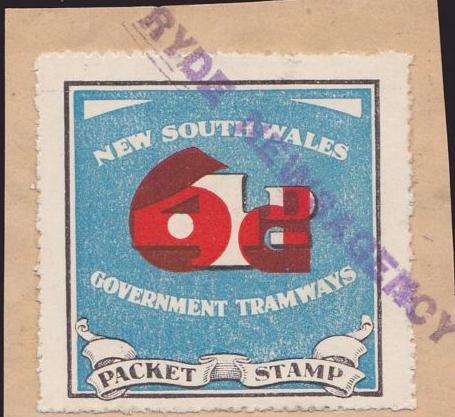 RYDE NEWSAGENCY
NEW SOUTH WALES
6d
GOVERNMENT TRAMWAYS
PACKET STAMP